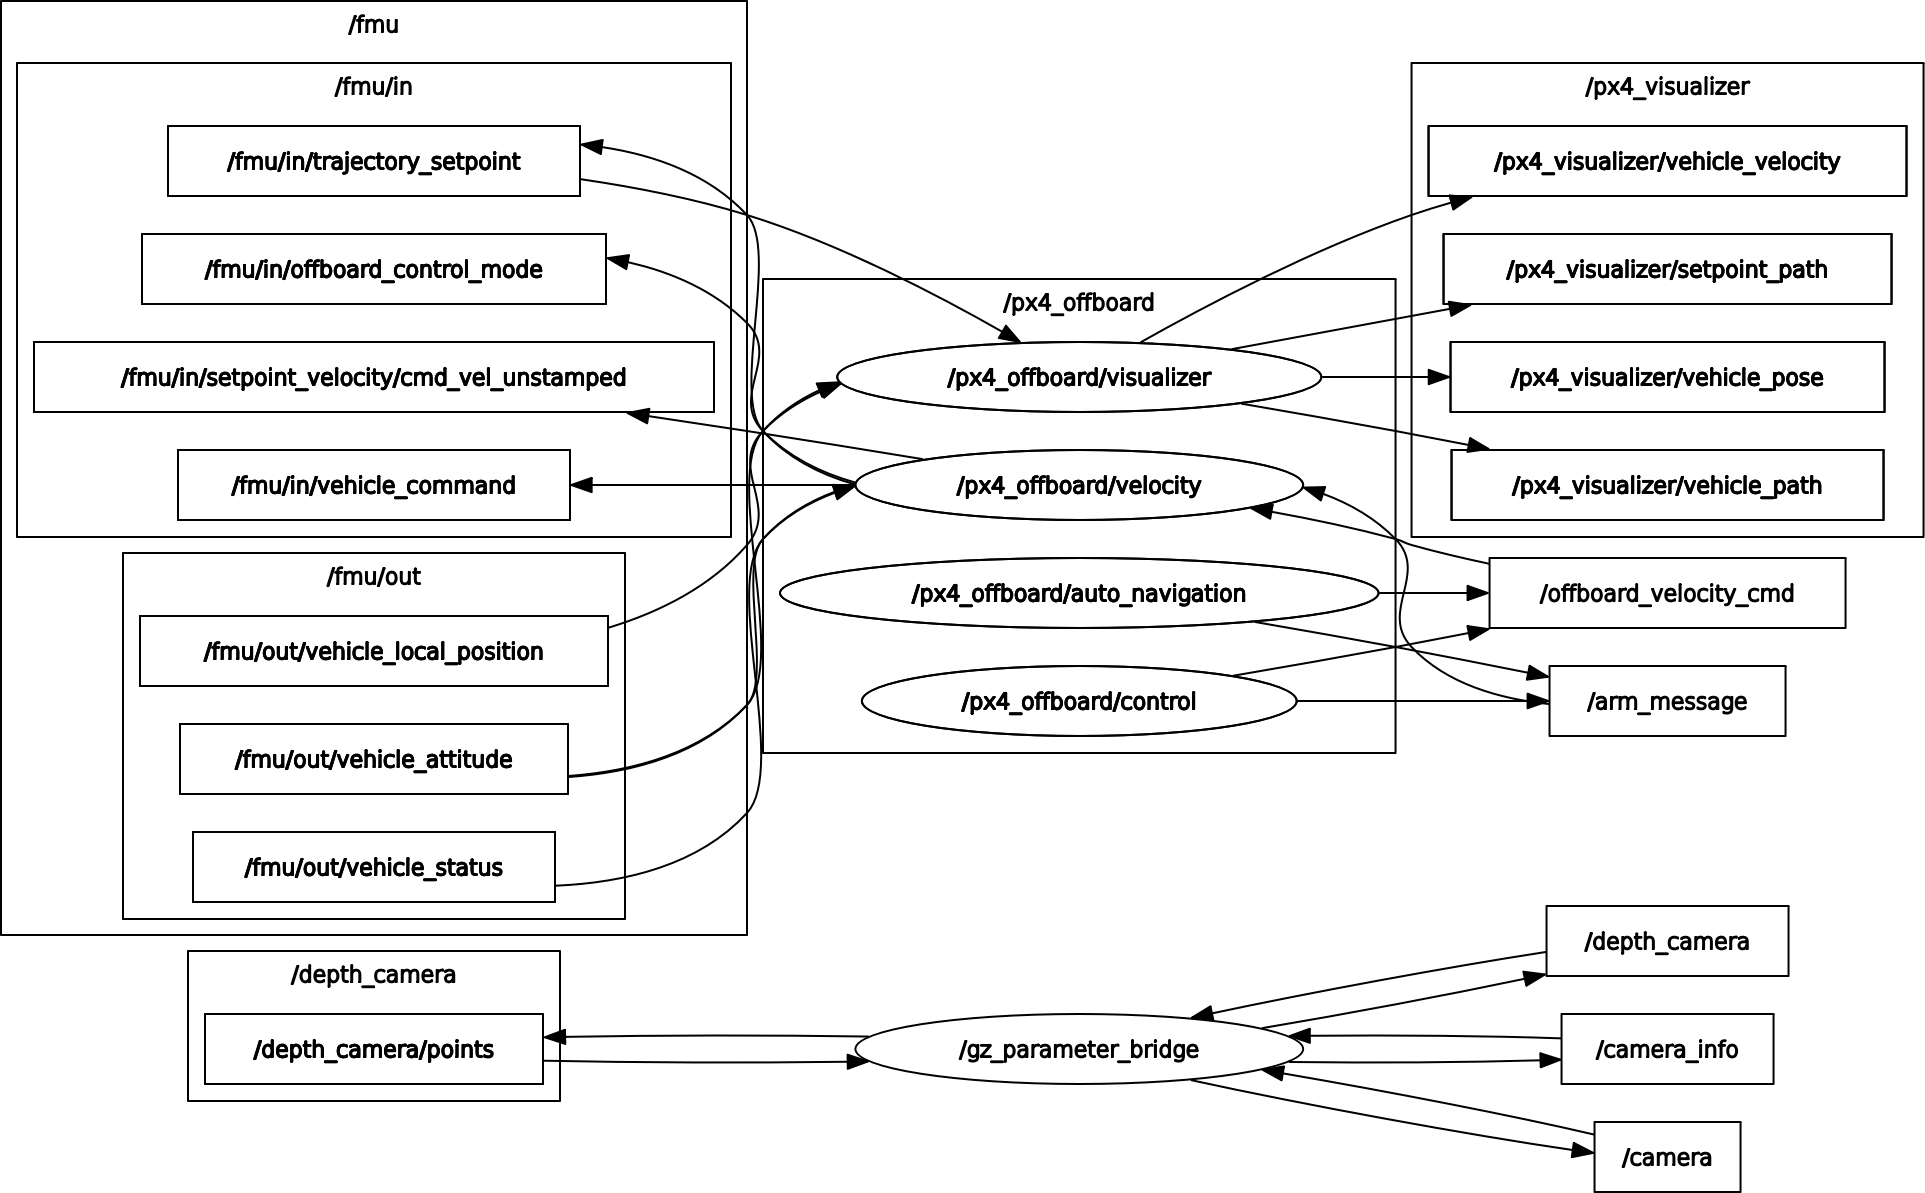 /fmu
/fmu/in
/fmu/in/trajectory_setpoint
/fmu/in/offboard_control_mode
/fmu/in/setpoint_velocity/cmd_vel_unstamped
/fmu/in/vehicle_command
/fmu/out
/fmu/out/vehicle_local_position
/fmu/out/vehicle_attitude
/fmu/out/vehicle_status
/depth_camera
/depth_camera/points
/px4_offboard
/px4_offboard/visualizer
/px4_offboard/velocity
/px4_offboard/auto_navigation
/px4_offboard/control
/gz_parameter_bridge
/px4_visualizer
/px4_visualizer/vehicle_velocity
/px4_visualizer/setpoint_path
/px4_visualizer/vehicle_pose
/px4_visualizer/vehicle_path
/offboard_velocity_cmd
/arm_message
/depth_camera
/camera_info
/camera